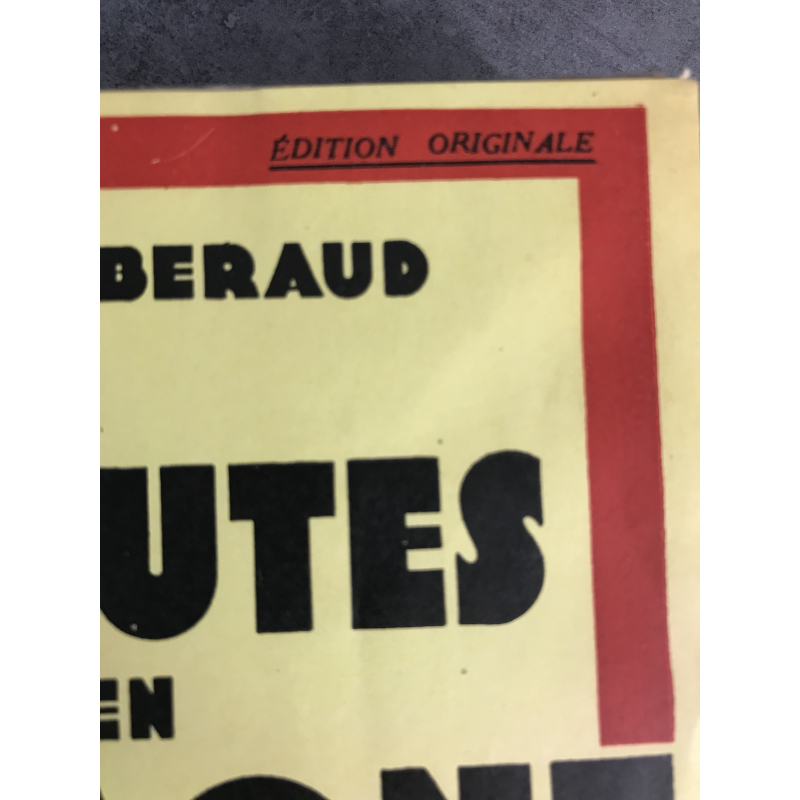 ÉDITION ORIGINALE
BERAUD
UTES
EN